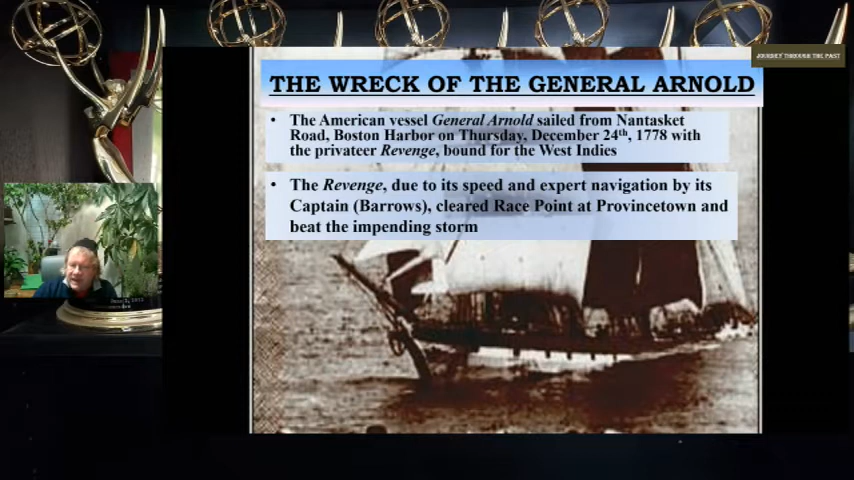 JOURNEY THROUGH THE PAST
THE WRECK OF THE GENERAL ARNOLD
• The American vessel General Arnold sailed from Nantasket
Road, Boston Harbor on Thursday, December 24th, 1778 with
the privateer Revenge, bound for the West Indies
• The Revenge, due to its speed and expert navigation by its
Captain (Barrows), cleared Race Point at Provincetown and
beat the impending storm